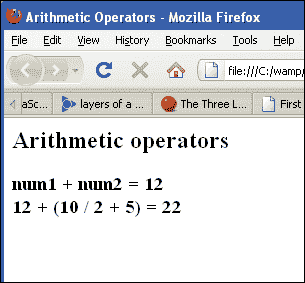 Arithmetic Operators - Mozilla Firefox
File Edit View History Bookmarks Tools Help
file:///C:/wamp/
aSc... layers of a ... The Three L... First
Arithmetic operators
num1 + num2 = 12
12 + (10 / 2 + 5) = 22